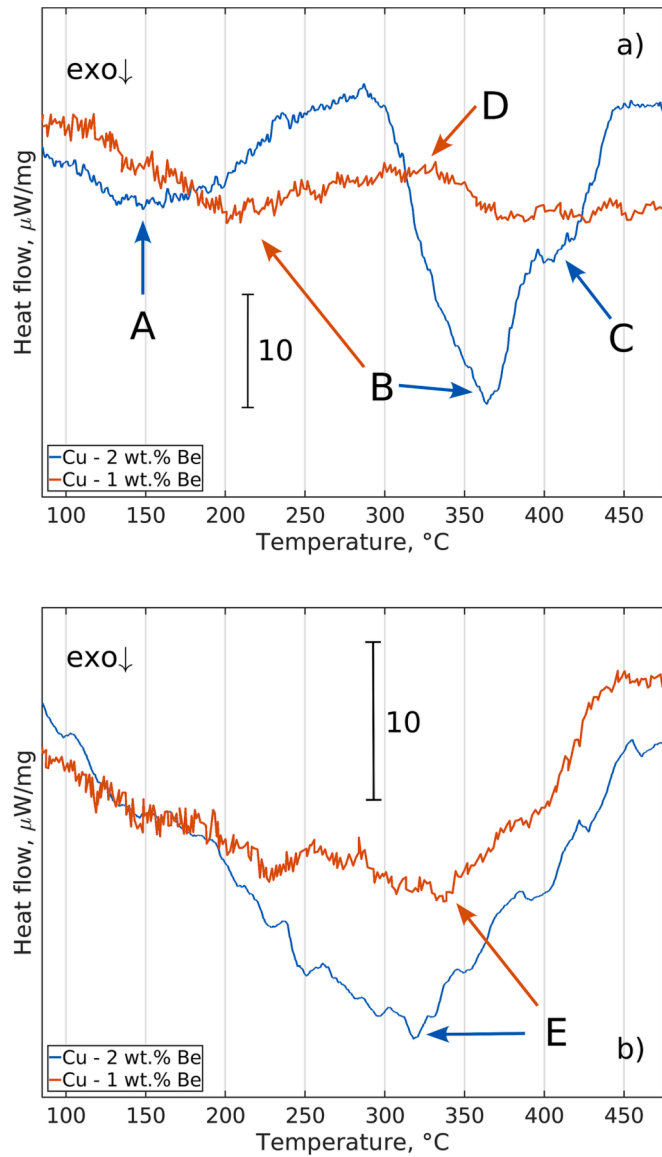 a)
exo↓
D
A
10
B
C
Heat flow, μW/mg
Cu - 2 wt.% Be
Cu - 1 wt.% Be
100 150 200 250 300 350 400 450
Temperature, °C
exo↓
10
Heat flow, μW/mg
E
b)
Cu - 2 wt.% Be
Cu - 1 wt.% Be
100 150 200 250 300 350 400 450
Temperature, °C